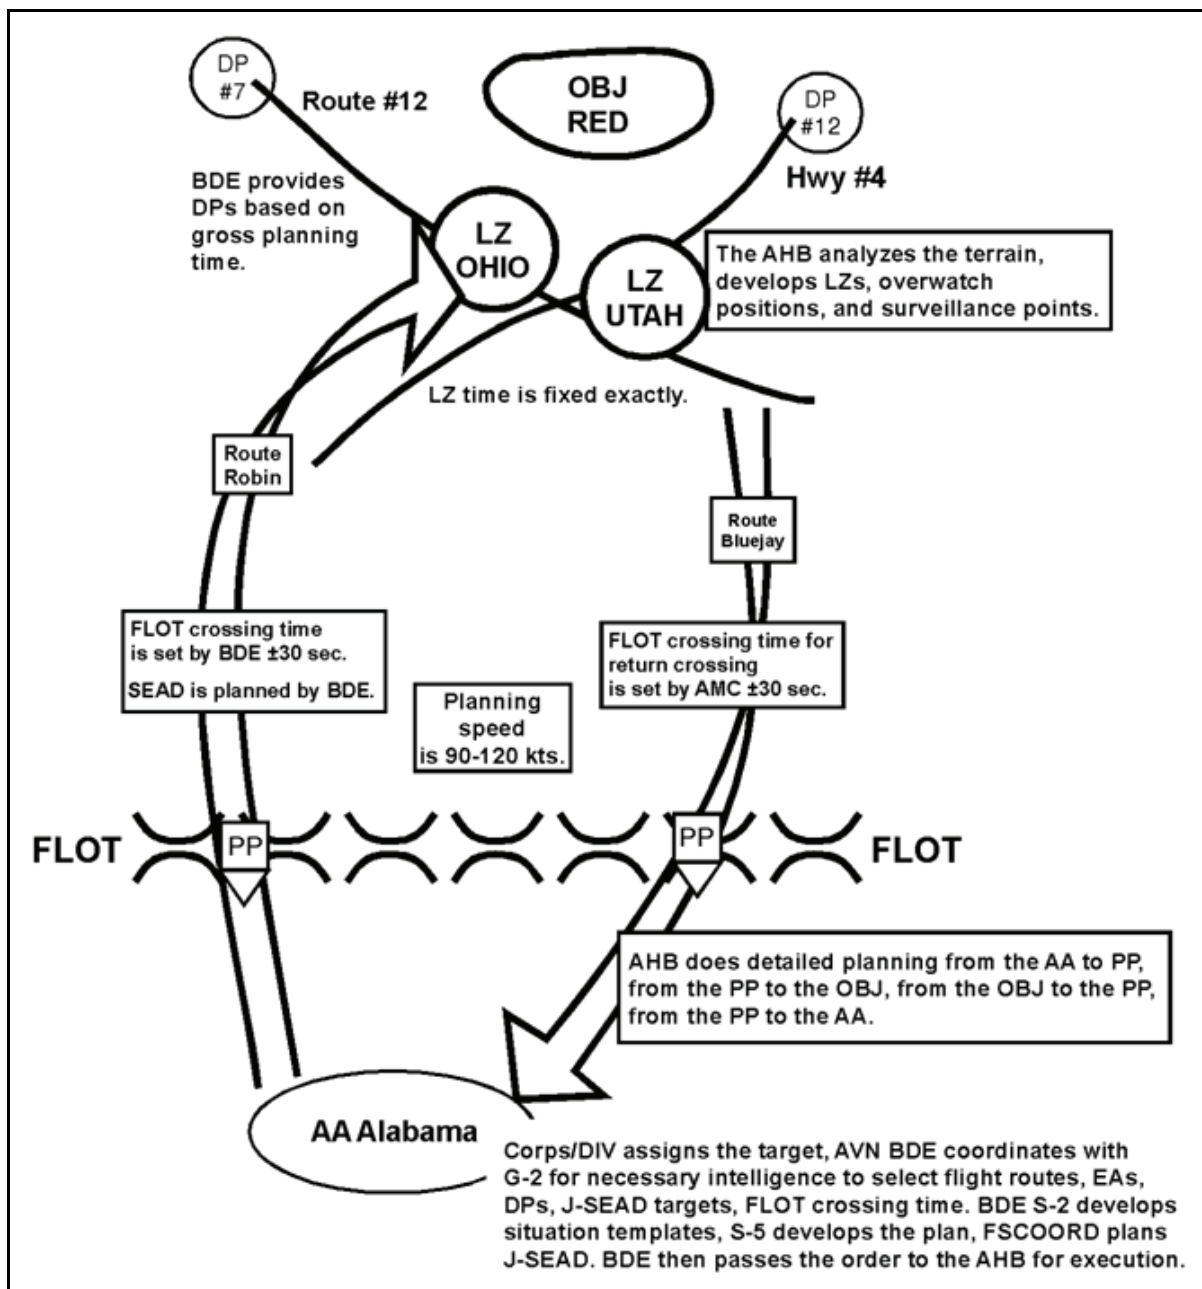 DP
#7
Route #12
OBJ
RED
DP
#12
Hwy #4
BDE provides
DPs based on
gross planning
time.
LZ
OHIO
LZ
UTAH
The AHB analyzes the terrain,
develops LZs, overwatch
positions, and surveillance points.
LZ time is fixed exactly.
Route
Robin
Route
Bluejay
FLOT crossing time
is set by BDE ±30 sec.
SEAD is planned by BDE.
FLOT crossing time for
return crossing
is set by AMC ±30 sec.
Planning
speed
is 90-120 kts.
FLOT
PP
PP
FLOT
AHB does detailed planning from the AA to PP,
from the PP to the OBJ, from the OBJ to the PP,
from the PP to the AA.
AA Alabama
Corps/DIV assigns the target, AVN BDE coordinates with
G-2 for necessary intelligence to select flight routes, EAs,
DPs, J-SEAD targets, FLOT crossing time. BDE S-2 develops
situation templates, S-5 develops the plan, FSCOORD plans
J-SEAD. BDE then passes the order to the AHB for execution.